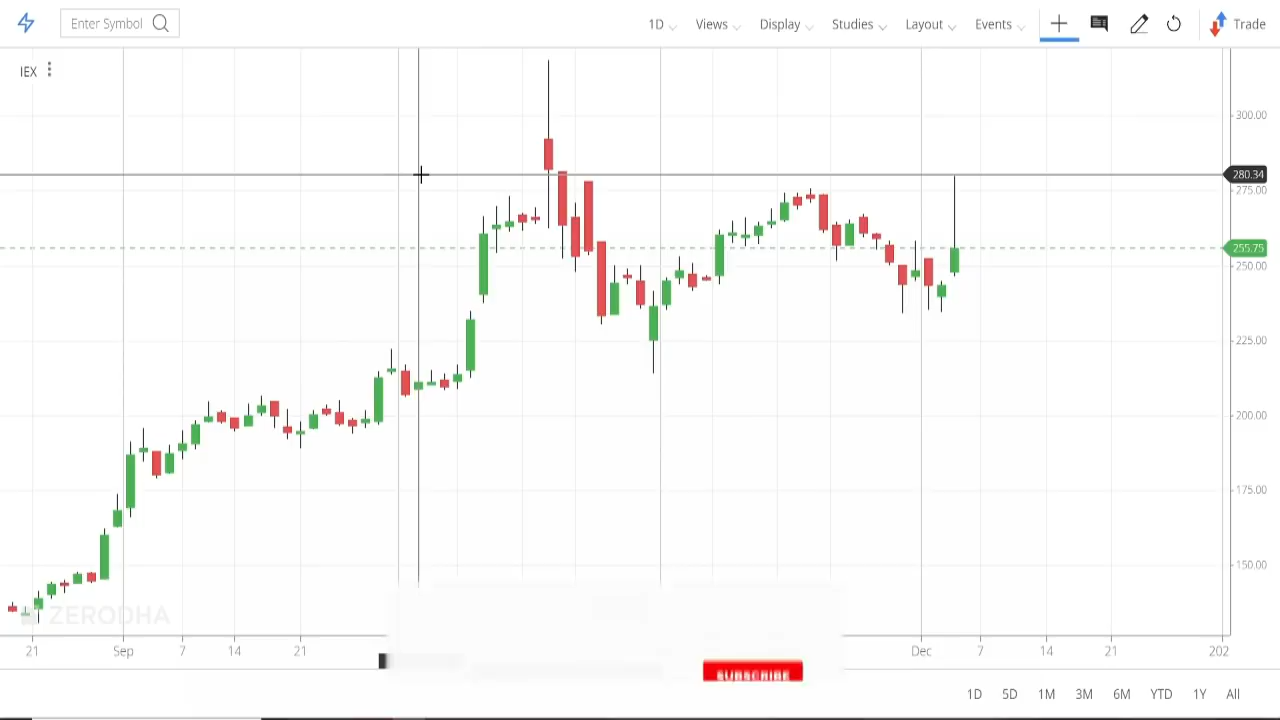 Enter Symbol 1D Views Display Studies Layout Events Trade
IEX
300.00
280.34
275.00
255.75
250.00
225.00
200.00
175.00
150.00
ZERODHA
21 Sep 7 14 21 Dec 7 14 21 202
SUBSCRIBE
1D 5D 1M 3M 6M YTD 1Y All